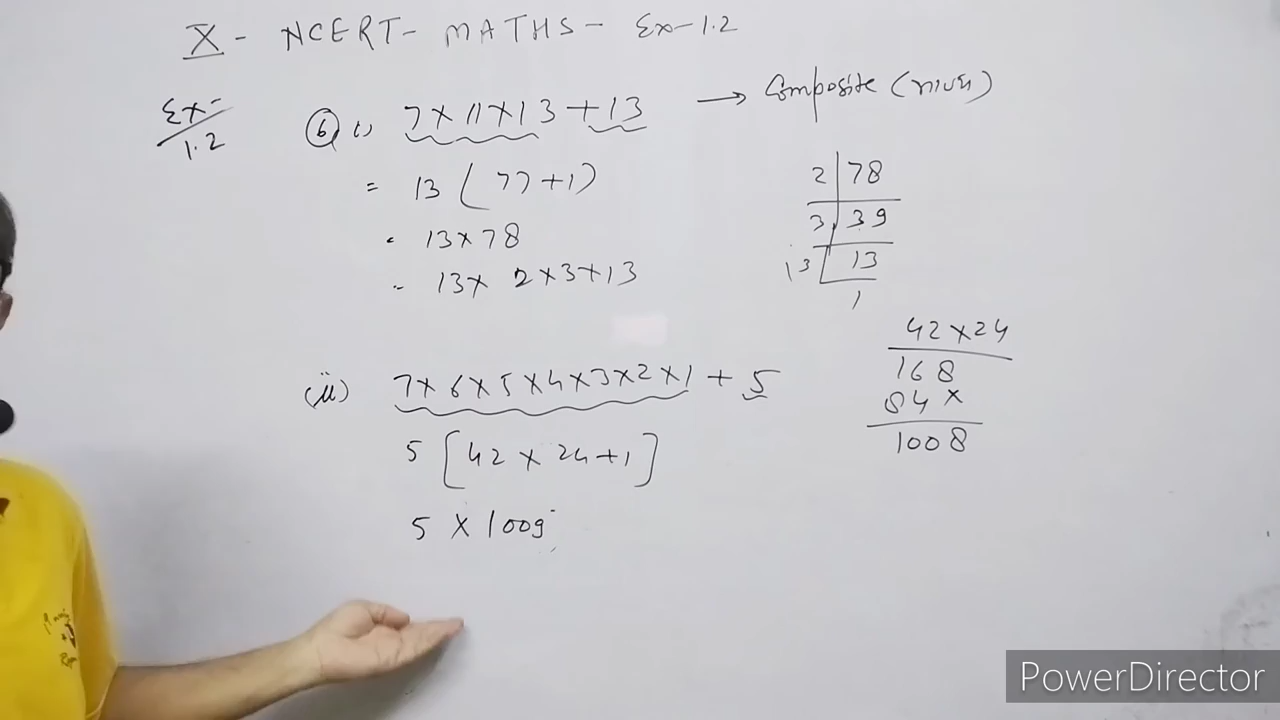 X - NCERT - MATHS - Ex-1.2
Ex-1.2
⑥ i) 7×11×13+13 → Composite
= 13 ( 77+1)
= 13×78
= 13× 2×3×13
2 | 78
3 | 39
13 | 13
1
(ii) 7×6×5×4×3×2×1 + 5
5 [42 × 24+1]
5 × 1009
42×24
168
84×
1008
PowerDirector